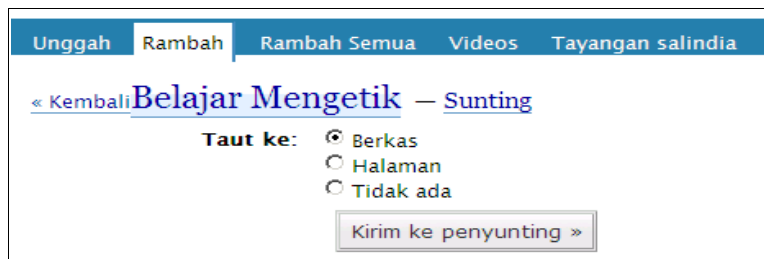 Unggah Rambah Rambah Semua Videos Tayangan salindia
« Kembali Belajar Mengetik — Sunting
Taut ke: Berkas
Halaman
Tidak ada
Kirim ke penyunting »